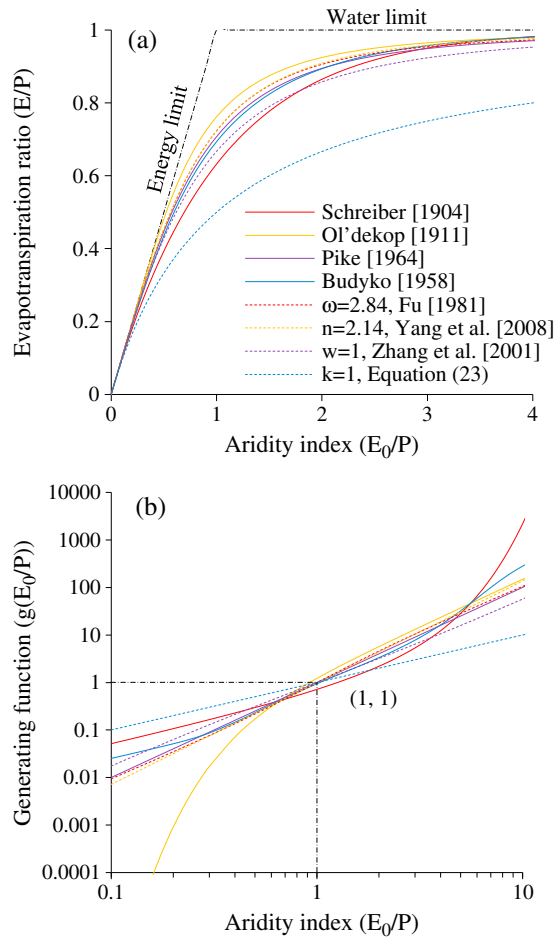 Water limit
(a)
1
0.8
0.6
0.4
0.2
0
Evapotranspiration ratio (E/P)
Energy limit
Schreiber [1904]
Ol'dekop [1911]
Pike [1964]
Budyko [1958]
ω=2.84, Fu [1981]
n=2.14, Yang et al. [2008]
w=1, Zhang et al. [2001]
k=1, Equation (23)
0 1 2 3 4
Aridity index (E₀/P)
(b)
10000
1000
100
10
1
0.1
0.01
0.001
0.0001
Generating function (g(E₀/P))
(1, 1)
0.1 1 10
Aridity index (E₀/P)